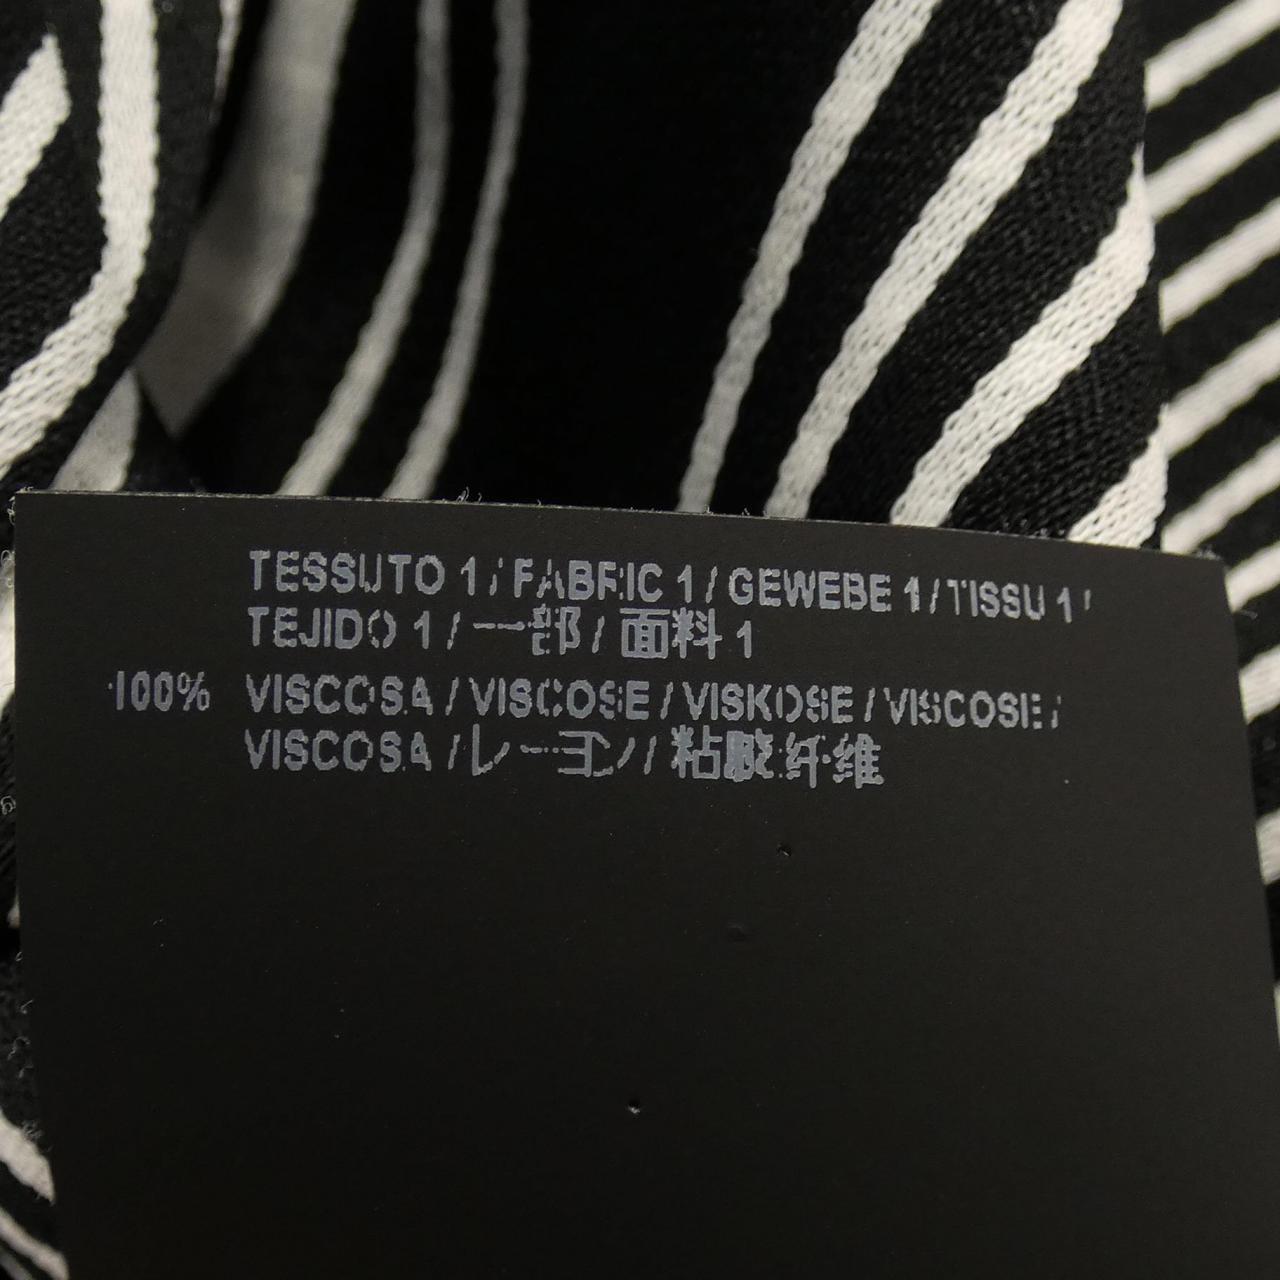 TESSUTO 1 / FABRIC 1 / GEWEBE 1 / TISSU 1 /
TEJIDO 1 / 一部 / 面料 1
100% VISCOSA / VISCOSE / VISKOSE / VISCOSE /
VISCOSA / レーヨン / 粘胶纤维